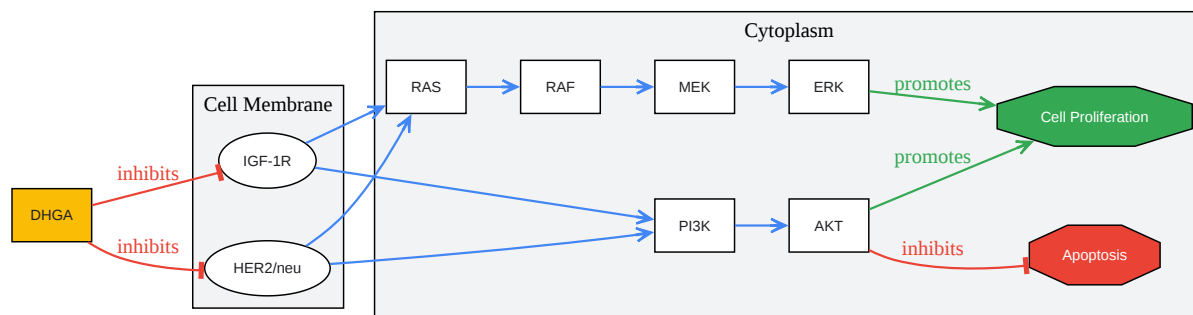 Cytoplasm
Cell Membrane
RAS
RAF
MEK
ERK
promotes
Cell Proliferation
IGF-1R
inhibits
promotes
DHGA
PI3K
AKT
inhibits
HER2/neu
inhibits
Apoptosis